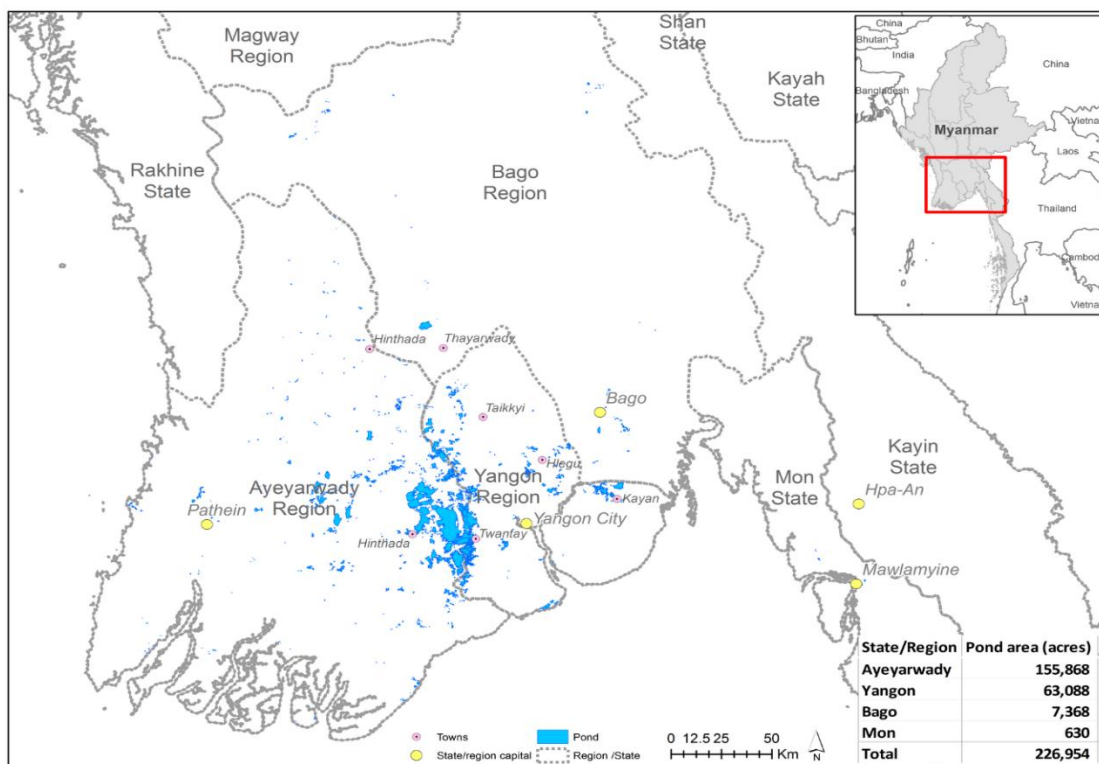 Magway
Region
Shan
State
Kayah
State
Rakhine
State
Bago
Region
Hinthada
Thayarwady
Taikkyi
Bago
Hlegu
Ayeyarwady
Region
Yangon
Region
Kayan
Pathein
Hinthada
Twantay
Yangon City
Mon
State
Kayin
State
Hpa-An
Mawlamyine
China
Bhutan
India
China
Bangladesh
Myanmar
Vietna
Laos
Thailand
Cambod
Vietna
State/Region Pond area (acres)
Ayeyarwady 155,868
Yangon 63,088
Bago 7,368
Mon 630
Total 226,954
Towns
Pond
State/region capital
Region /State
0 12.5 25 50
Km
N